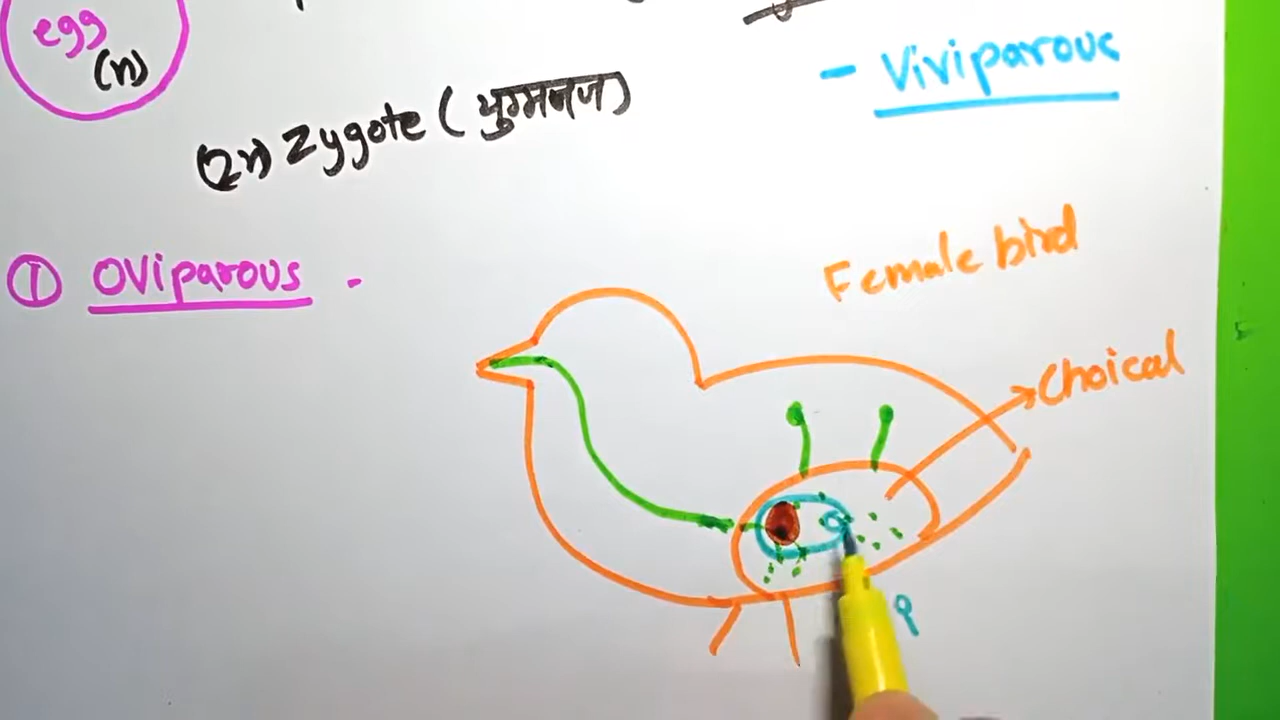 egg
(n)
(2n) Zygote (युग्मनज)
- Viviparous
① Oviparous -
Female bird
Choical